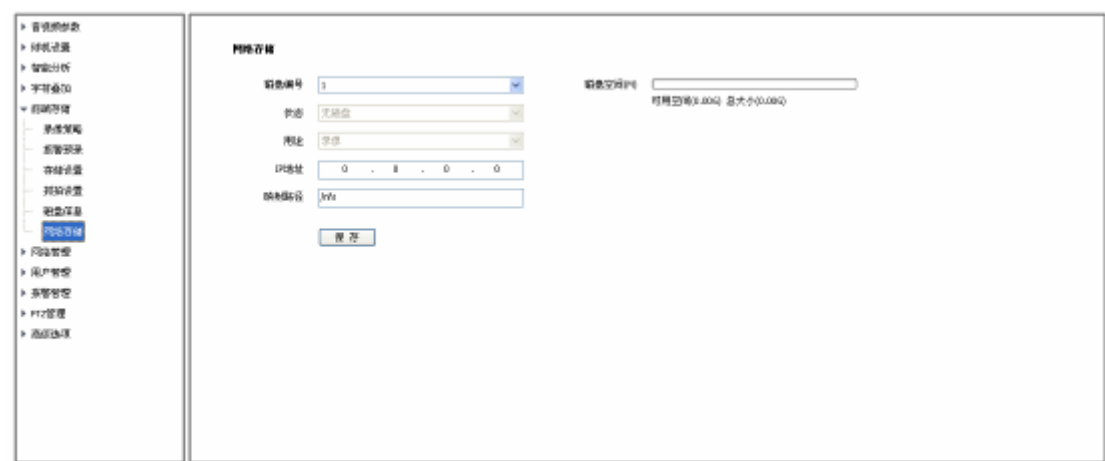 音视频参数
球机设置
智能分析
字符叠加
前端存储
录像策略
报警预录
存储设置
抓拍设置
磁盘信息
网络存储
网络管理
用户管理
报警管理
PTZ管理
高级选项
网络存储
磁盘编号 1
状态 无磁盘
用途 录像
IP地址 0 . 0 . 0 . 0
映射路径 /nfs
保存
磁盘空间
可用空间(0.00G) 总大小(0.00G)